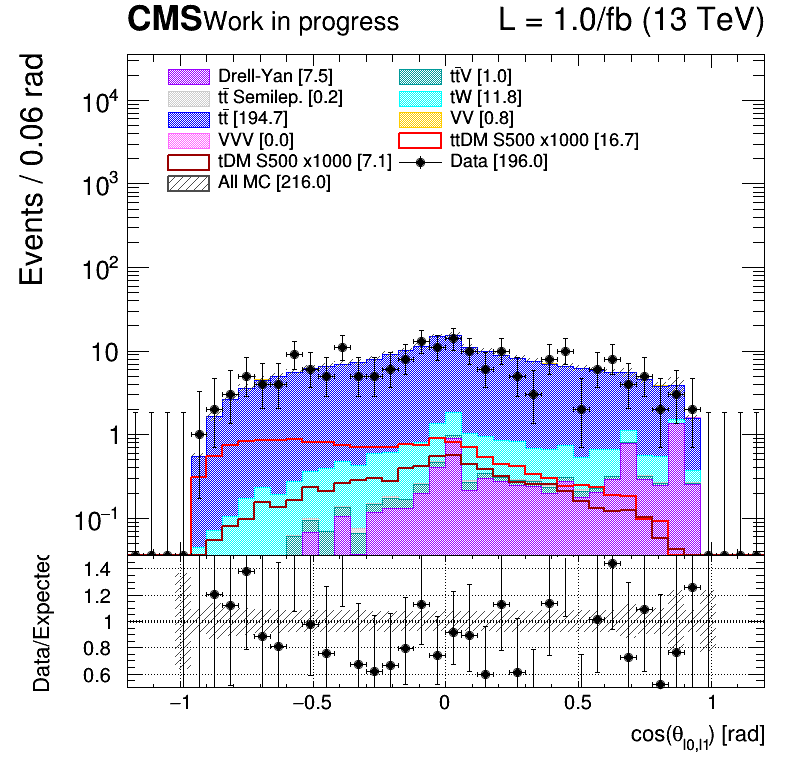 CMS Work in progress L = 1.0/fb (13 TeV)
Events / 0.06 rad
Drell-Yan [7.5] tt̄V [1.0]
tt̄ Semilep. [0.2] tW [11.8]
tt̄ [194.7] VV [0.8]
VVV [0.0] ttDM S500 x1000 [16.7]
tDM S500 x1000 [7.1] Data [196.0]
All MC [216.0]
10⁴
10³
10²
10
1
10⁻¹
Data/Expected
1.4
1.2
1
0.8
0.6
−1 −0.5 0 0.5 1
cos(θ_l0,l1) [rad]